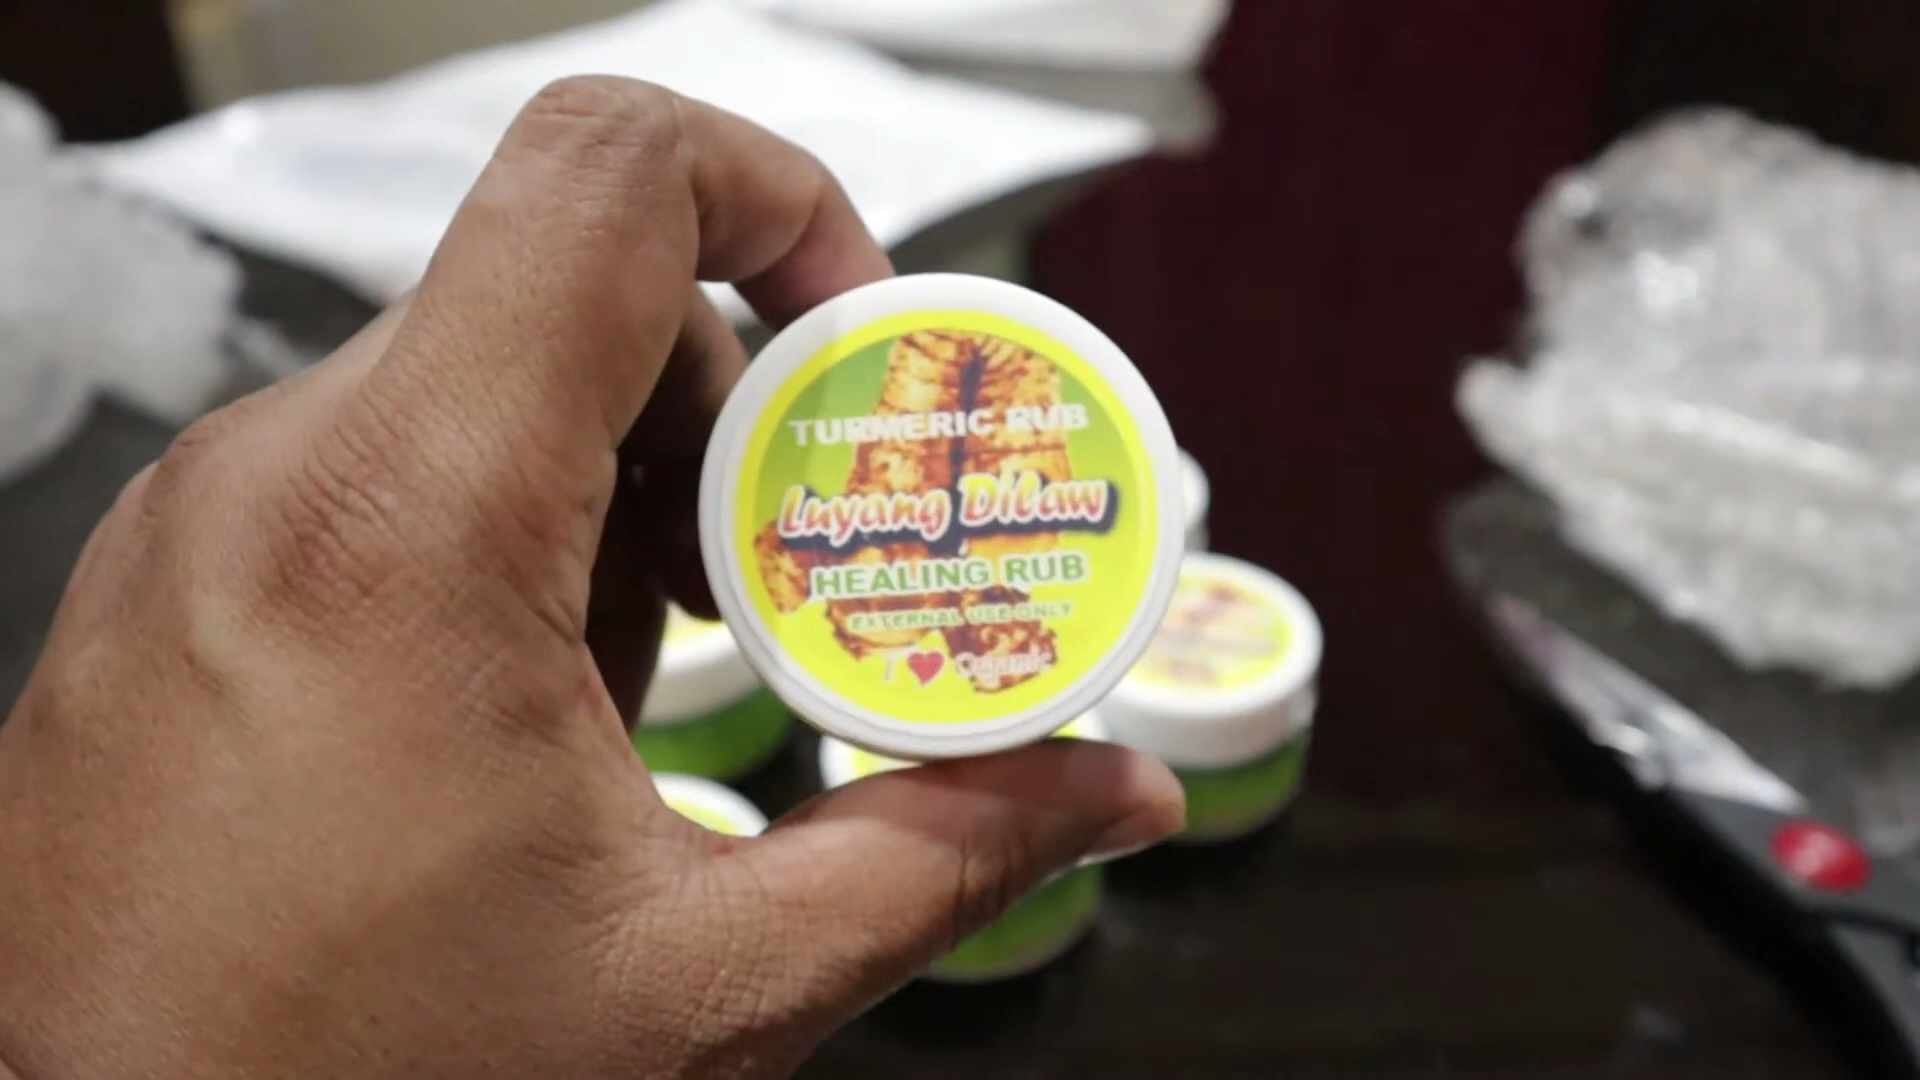 TURMERIC RUB
Luyang Dilaw
HEALING RUB
EXTERNAL USE ONLY
I ❤ Organic